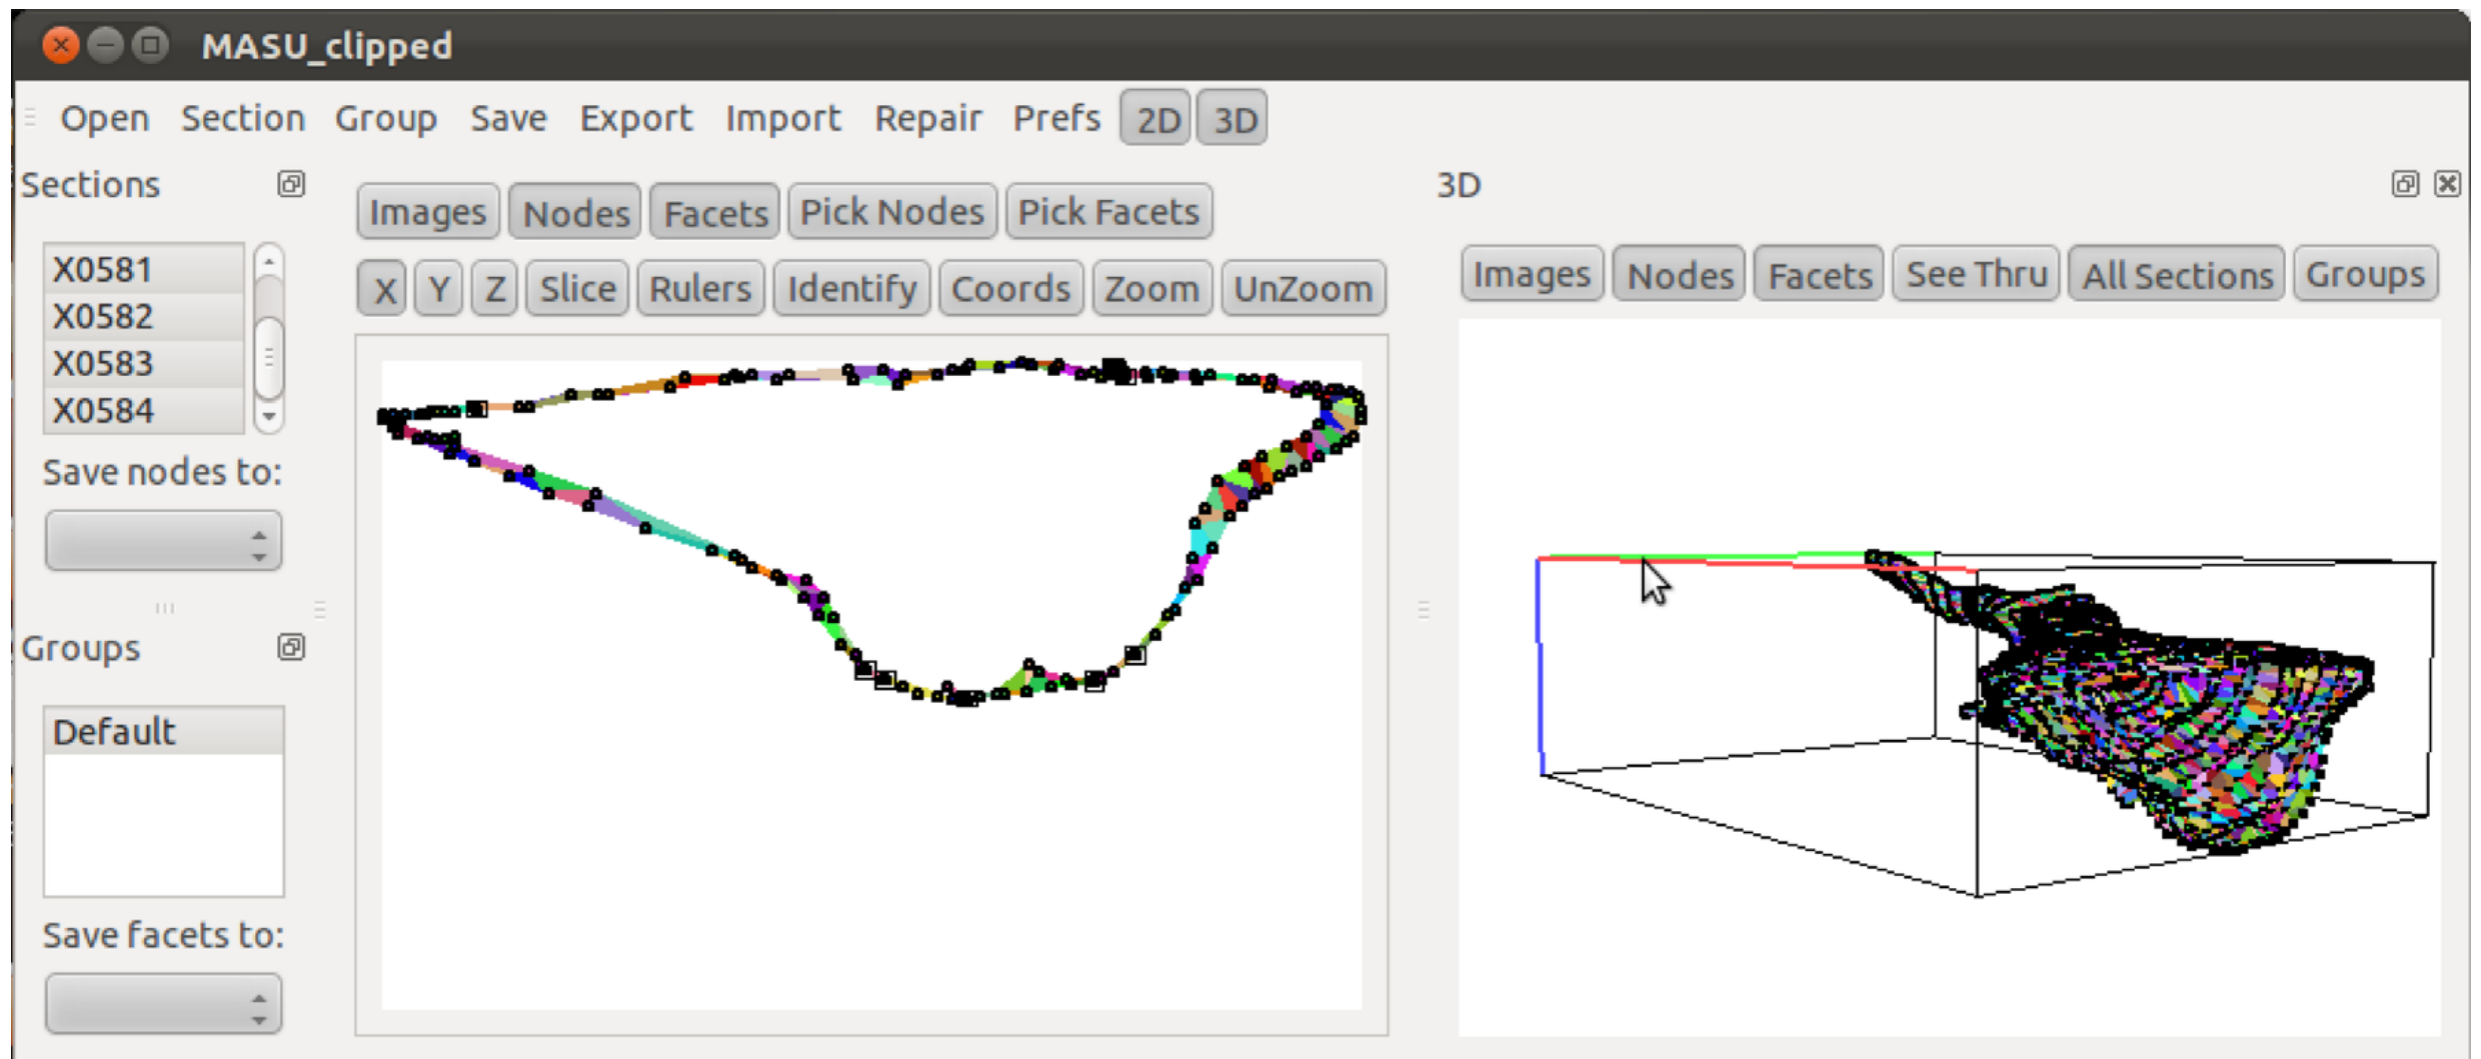 MASU_clipped
Open Section Group Save Export Import Repair Prefs 2D 3D
Sections
X0581
X0582
X0583
X0584
Save nodes to:
Groups
Default
Save facets to:
Images Nodes Facets Pick Nodes Pick Facets
X Y Z Slice Rulers Identify Coords Zoom UnZoom
3D
Images Nodes Facets See Thru All Sections Groups